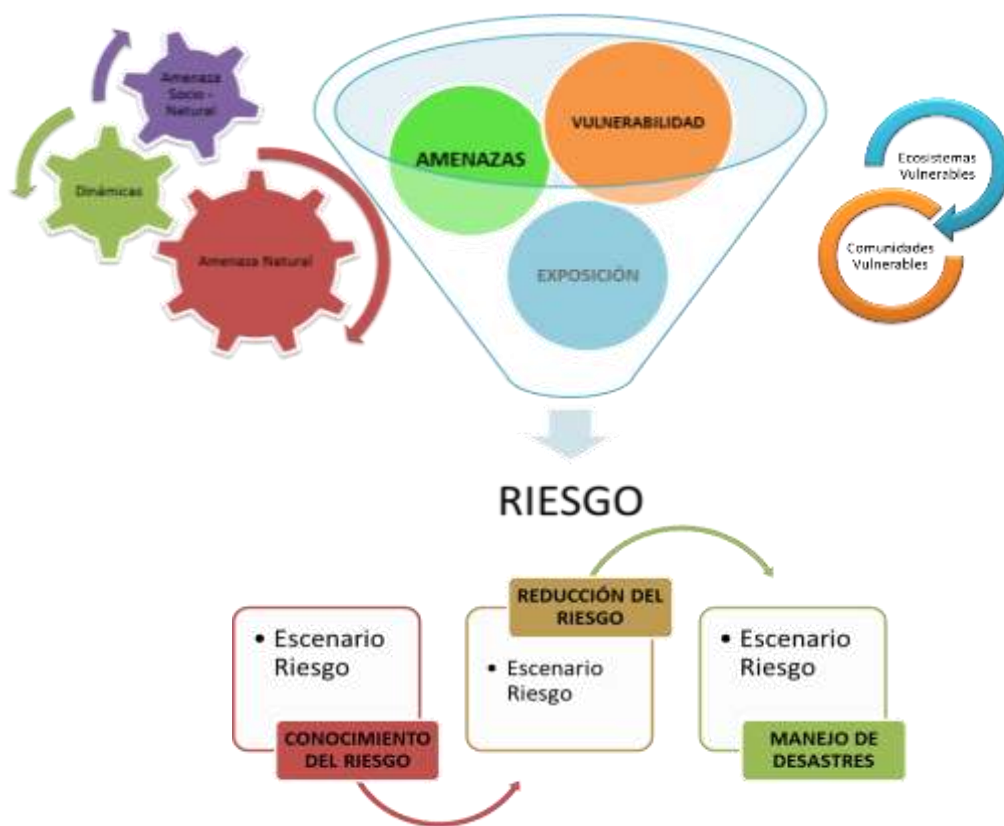 Amenaza
Socio -
Natural
Dinámicas
Amenaza Natural
AMENAZAS
VULNERABILIDAD
EXPOSICIÓN
Ecosistemas
Vulnerables
Comunidades
Vulnerables
RIESGO
• Escenario
Riesgo
CONOCIMIENTO
DEL RIESGO
REDUCCIÓN DEL
RIESGO
• Escenario
Riesgo
• Escenario
Riesgo
MANEJO DE
DESASTRES